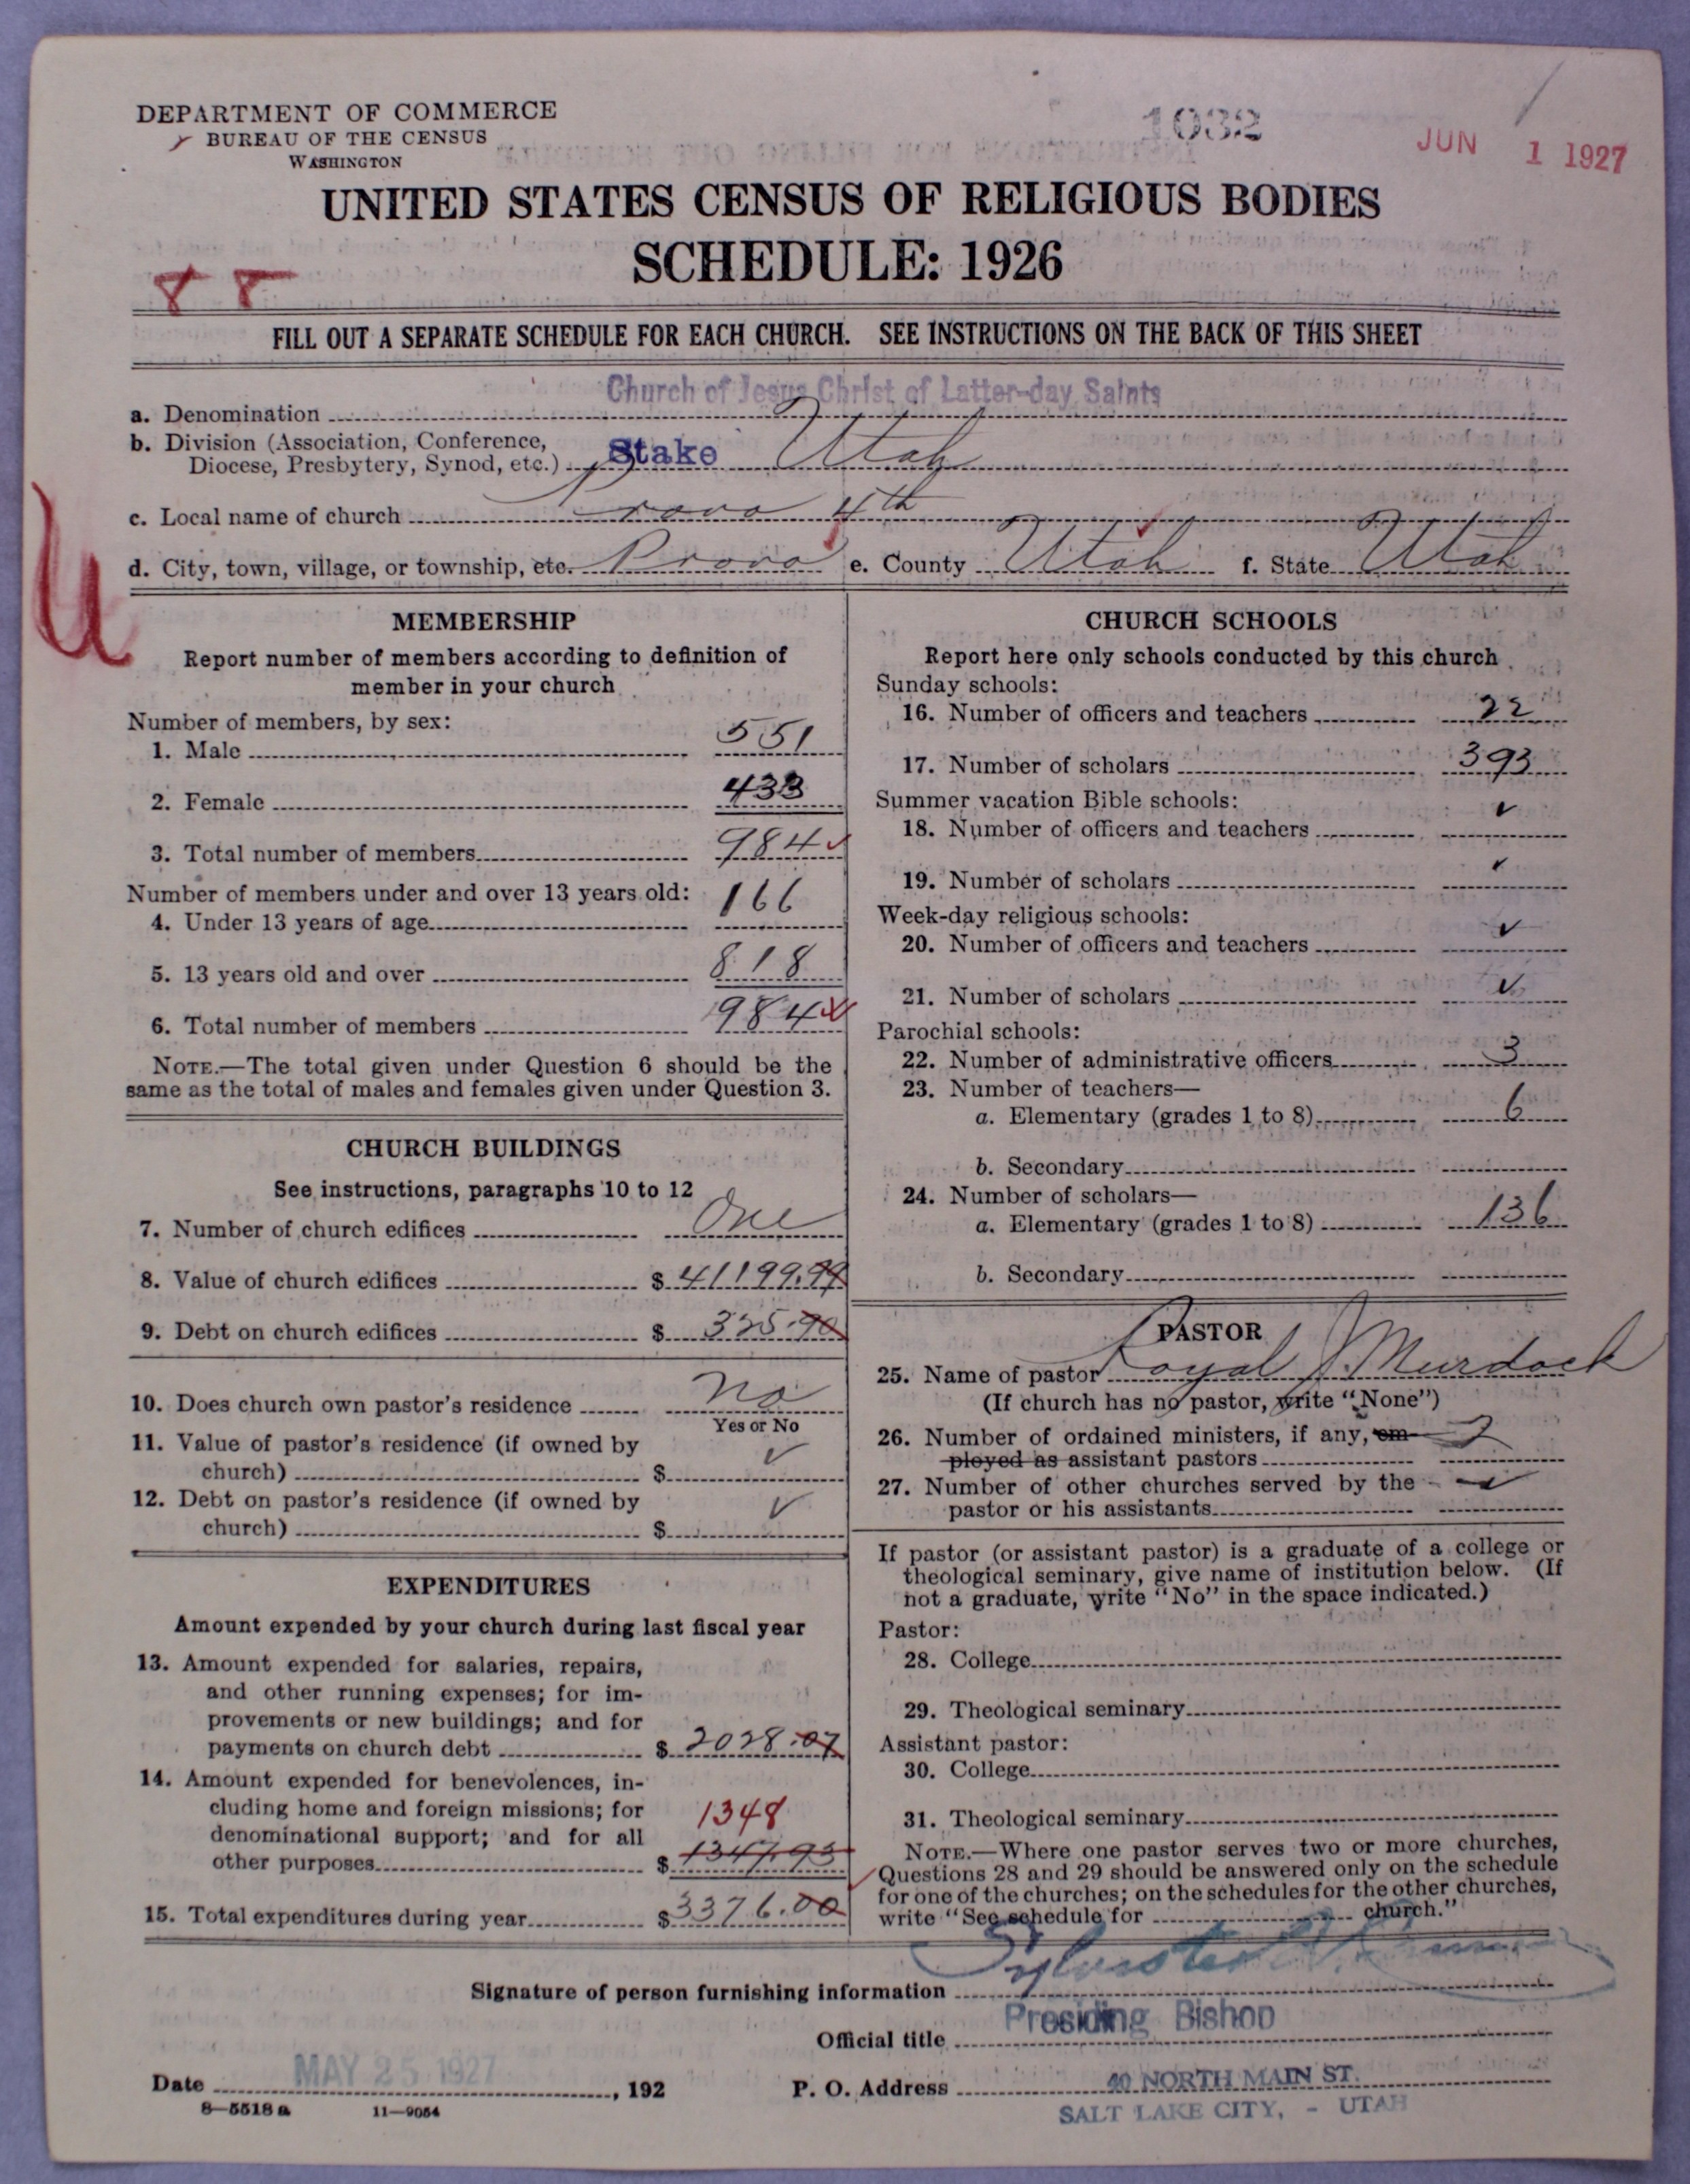 DEPARTMENT OF COMMERCE
BUREAU OF THE CENSUS
WASHINGTON
1032
JUN 1 1927
UNITED STATES CENSUS OF RELIGIOUS BODIES
SCHEDULE: 1926
FILL OUT A SEPARATE SCHEDULE FOR EACH CHURCH. SEE INSTRUCTIONS ON THE BACK OF THIS SHEET
a. Denomination Church of Jesus Christ of Latter-day Saints
b. Division (Association, Conference,
Diocese, Presbytery, Synod, etc.) Stake Utah
c. Local name of church Provo 4th
d. City, town, village, or township, etc. Provo e. County Utah f. State Utah
MEMBERSHIP
Report number of members according to definition of
member in your church
Number of members, by sex:
1. Male 551
2. Female 433
3. Total number of members 984
Number of members under and over 13 years old:
4. Under 13 years of age 166
5. 13 years old and over 818
6. Total number of members 984
NOTE.—The total given under Question 6 should be the
same as the total of males and females given under Question 3.
CHURCH BUILDINGS
See instructions, paragraphs 10 to 12
7. Number of church edifices One
8. Value of church edifices $ 41199.99
9. Debt on church edifices $ 325.90
10. Does church own pastor's residence No
Yes or No
11. Value of pastor's residence (if owned by
church) $ ✓
12. Debt on pastor's residence (if owned by
church) $ ✓
EXPENDITURES
Amount expended by your church during last fiscal year
13. Amount expended for salaries, repairs,
and other running expenses; for im-
provements or new buildings; and for
payments on church debt $ 2028.07
14. Amount expended for benevolences, in-
cluding home and foreign missions; for 1348
denominational support; and for all
other purposes $ 1347.93
15. Total expenditures during year $ 3376.00
CHURCH SCHOOLS
Report here only schools conducted by this church
Sunday schools:
16. Number of officers and teachers 22
17. Number of scholars 393
Summer vacation Bible schools:
18. Number of officers and teachers ✓
19. Number of scholars ✓
Week-day religious schools:
20. Number of officers and teachers ✓
21. Number of scholars ✓
Parochial schools:
22. Number of administrative officers 3
23. Number of teachers—
a. Elementary (grades 1 to 8) 6
b. Secondary
24. Number of scholars—
a. Elementary (grades 1 to 8) 136
b. Secondary
PASTOR
25. Name of pastor Royal J. Murdock
(If church has no pastor, write "None")
26. Number of ordained ministers, if any, em- 2
ployed as assistant pastors
27. Number of other churches served by the ✓
pastor or his assistants
If pastor (or assistant pastor) is a graduate of a college or
theological seminary, give name of institution below. (If
not a graduate, write "No" in the space indicated.)
Pastor:
28. College
29. Theological seminary
Assistant pastor:
30. College
31. Theological seminary
NOTE.—Where one pastor serves two or more churches,
Questions 28 and 29 should be answered only on the schedule
for one of the churches; on the schedules for the other churches,
write "See schedule for church."
Signature of person furnishing information Sylvester
Official title Presiding Bishop
Date MAY 25 1927 , 192 P. O. Address 40 NORTH MAIN ST.
8—5518 a 11—9054 SALT LAKE CITY, - UTAH